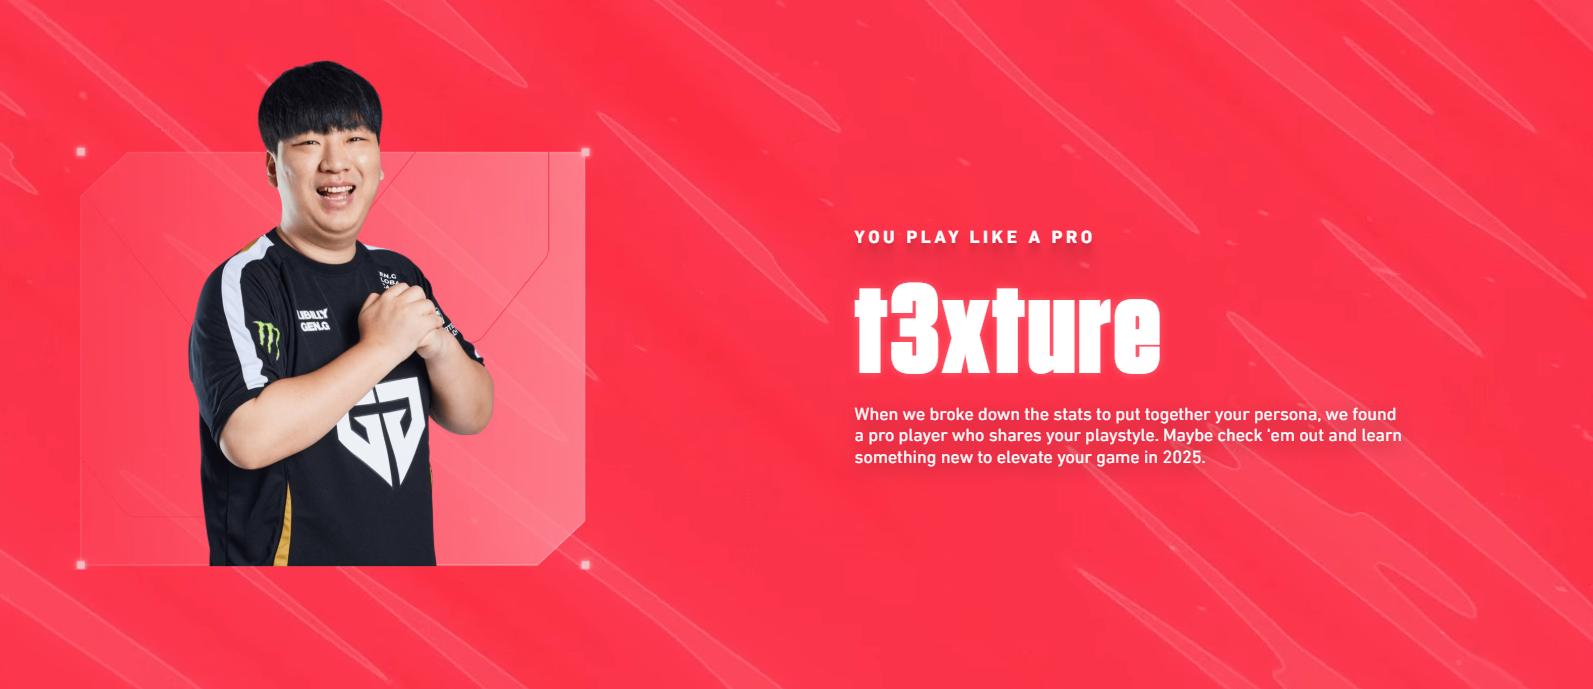 YOU PLAY LIKE A PRO
t3xture
When we broke down the stats to put together your persona, we found
a pro player who shares your playstyle. Maybe check ‘em out and learn
something new to elevate your game in 2025.
GEN.G